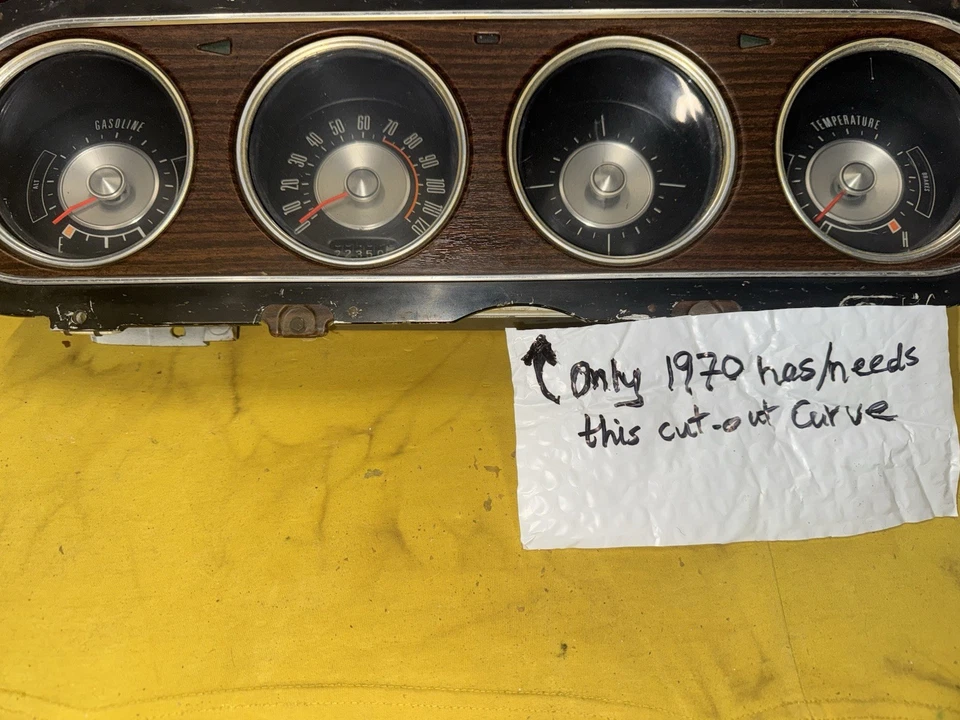 GASOLINE
ALT
0 10 20 30 40 50 60 70 80 90 100 110 120
TEMPERATURE
H
Only 1970 has/needs
this cut-out Curve